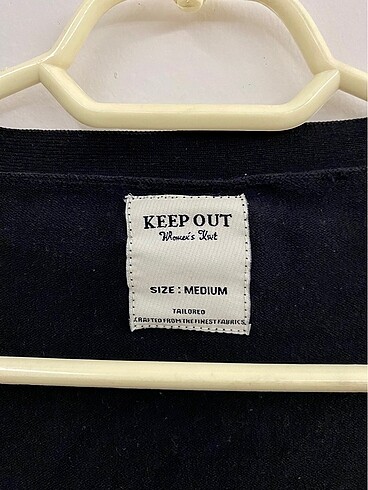 KEEP OUT
Women's Knit
SIZE : MEDIUM
TAILORED
CRAFTED FROM THE FINEST FABRICS